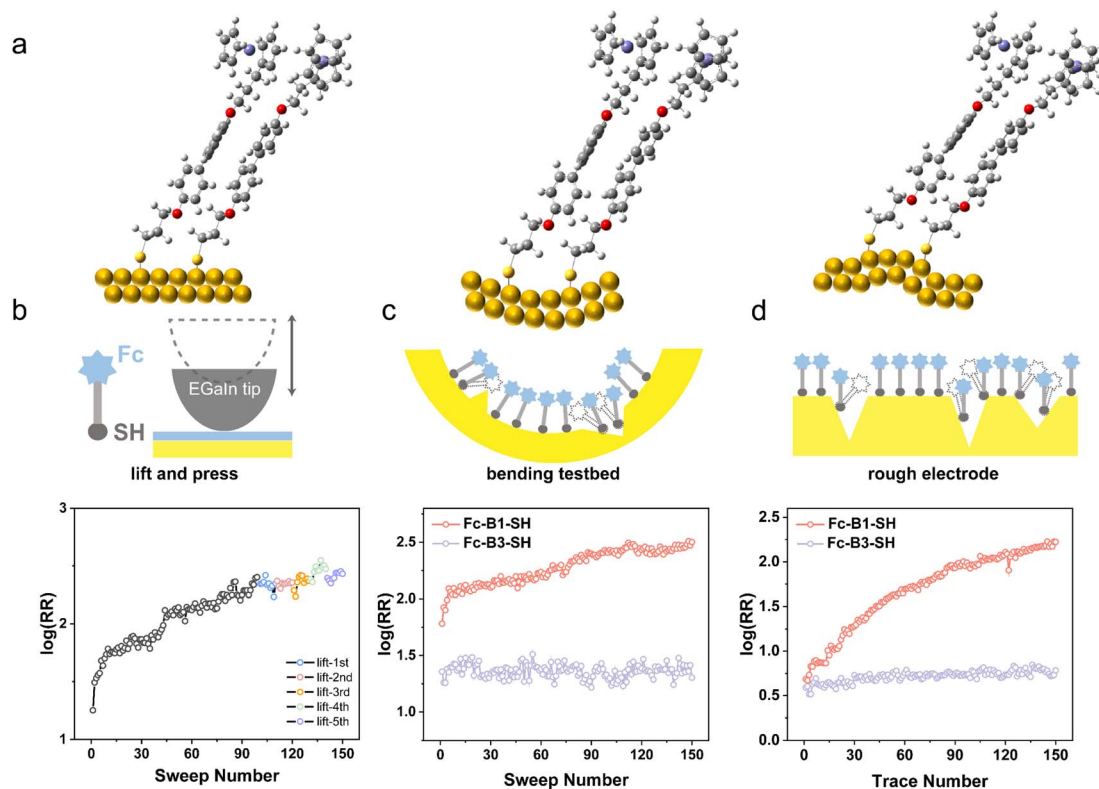 a
b
Fc
EGaIn tip
SH
lift and press
c
bending testbed
d
rough electrode
3
2
1
log(RR)
lift-1st
lift-2nd
lift-3rd
lift-4th
lift-5th
0 30 60 90 120 150
Sweep Number
Fc-B1-SH
Fc-B3-SH
2.5
2.0
1.5
1.0
log(RR)
0 30 60 90 120 150
Sweep Number
Fc-B1-SH
Fc-B3-SH
2.5
2.0
1.5
1.0
0.5
0.0
log(RR)
0 30 60 90 120 150
Trace Number